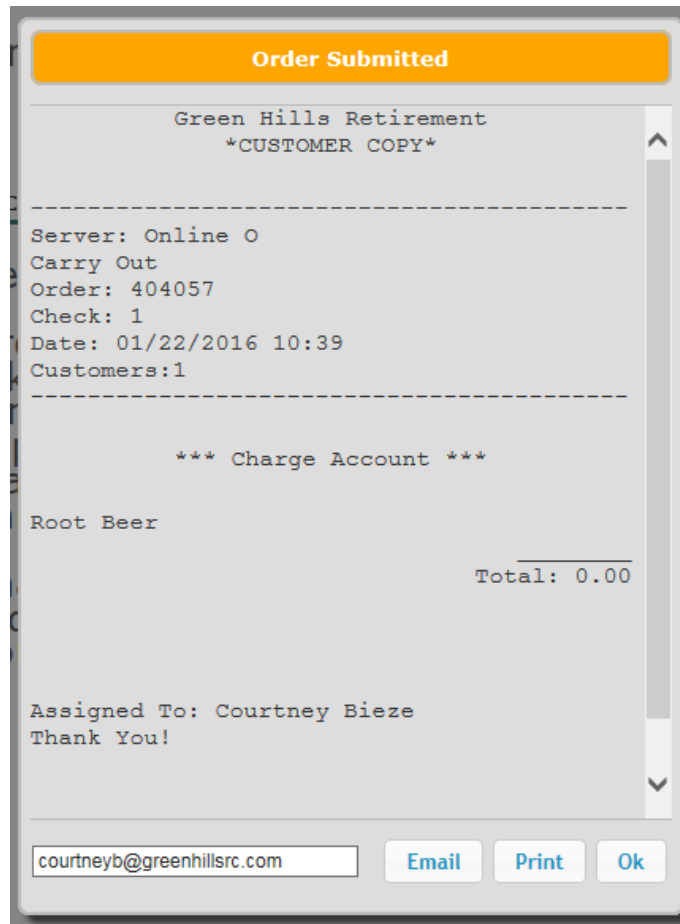 Order Submitted
Green Hills Retirement
*CUSTOMER COPY*
------------------------------------------
Server: Online O
Carry Out
Order: 404057
Check: 1
Date: 01/22/2016 10:39
Customers:1
------------------------------------------
*** Charge Account ***
Root Beer
________
Total: 0.00
Assigned To: Courtney Bieze
Thank You!
courtneyb@greenhillsrc.com
Email
Print
Ok